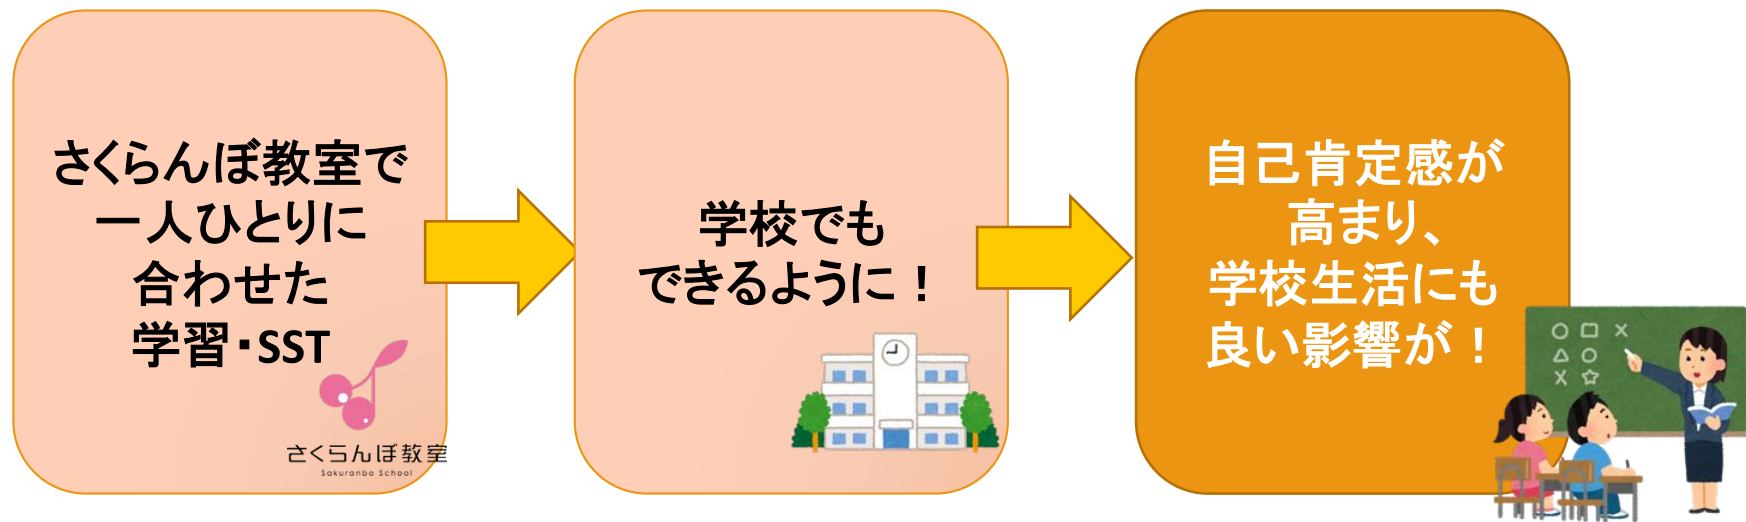 さくらんぼ教室で
一人ひとりに
合わせた
学習・SST
さくらんぼ教室
Sakuranbo School
学校でも
できるように！
自己肯定感が
高まり、
学校生活にも
良い影響が！